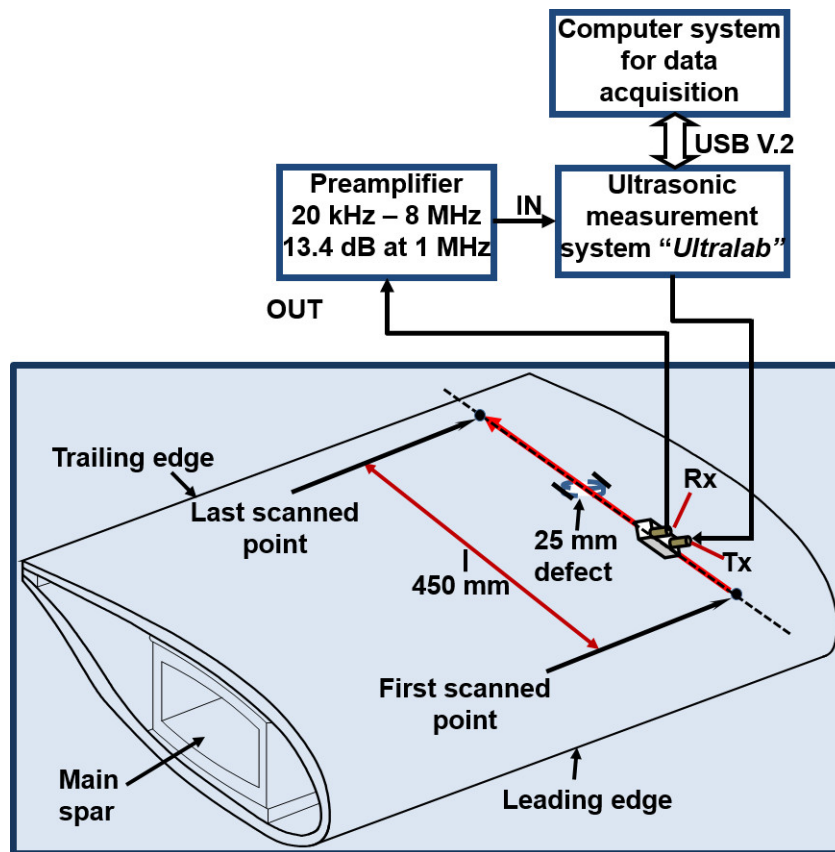 Computer system
for data
acquisition
USB V.2
Preamplifier
20 kHz – 8 MHz
13.4 dB at 1 MHz
IN
Ultrasonic
measurement
system “Ultralab”
OUT
Trailing edge
Last scanned
point
Rx
25 mm
defect
Tx
l
450 mm
First scanned
point
Main
spar
Leading edge